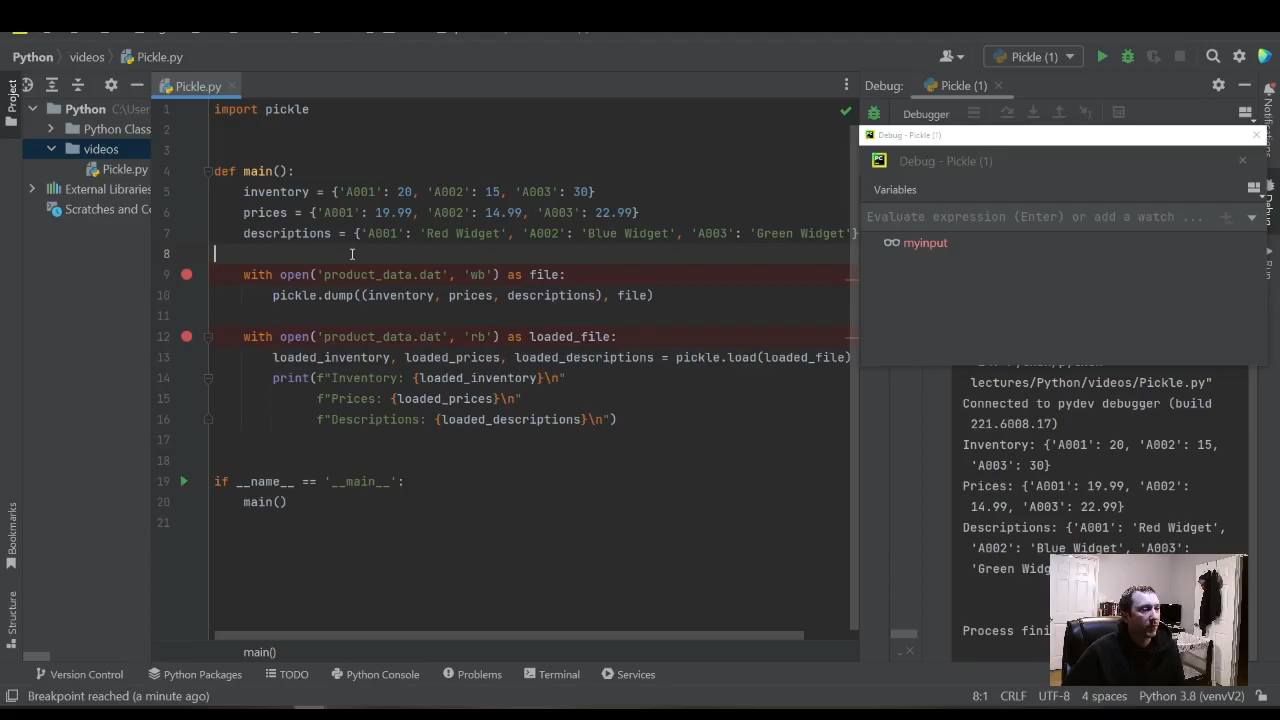 Python
videos
Pickle.py
Pickle (1)
Project
Pickle.py
Debug:
Pickle (1)
Notifications
Python C:\User
Python Class
videos
Pickle.py
External Libraries
Scratches and Co
1 import pickle
2
3
4 def main():
5 inventory = {'A001': 20, 'A002': 15, 'A003': 30}
6 prices = {'A001': 19.99, 'A002': 14.99, 'A003': 22.99}
7 descriptions = {'A001': 'Red Widget', 'A002': 'Blue Widget', 'A003': 'Green Widget'}
8
9 with open('product_data.dat', 'wb') as file:
10 pickle.dump((inventory, prices, descriptions), file)
11
12 with open('product_data.dat', 'rb') as loaded_file:
13 loaded_inventory, loaded_prices, loaded_descriptions = pickle.load(loaded_file)
14 print(f"Inventory: {loaded_inventory}\n"
15 f"Prices: {loaded_prices}\n"
16 f"Descriptions: {loaded_descriptions}\n")
17
18
19 if __name__ == '__main__':
20 main()
21
main()
Debugger
Debug - Pickle (1)
PC
Debug - Pickle (1)
Variables
Evaluate expression (Enter) or add a watch ...
myinput
lectures/Python/videos/Pickle.py"
Connected to pydev debugger (build
221.6008.17)
Inventory: {'A001': 20, 'A002': 15,
'A003': 30}
Prices: {'A001': 19.99, 'A002':
14.99, 'A003': 22.99}
Descriptions: {'A001': 'Red Widget',
'A002': 'Blue Widget', 'A003':
'Green Widg
Process fini
Bookmarks
Structure
Version Control
Python Packages
TODO
Python Console
Problems
Terminal
Services
Breakpoint reached (a minute ago)
8:1 CRLF UTF-8 4 spaces Python 3.8 (venvV2)